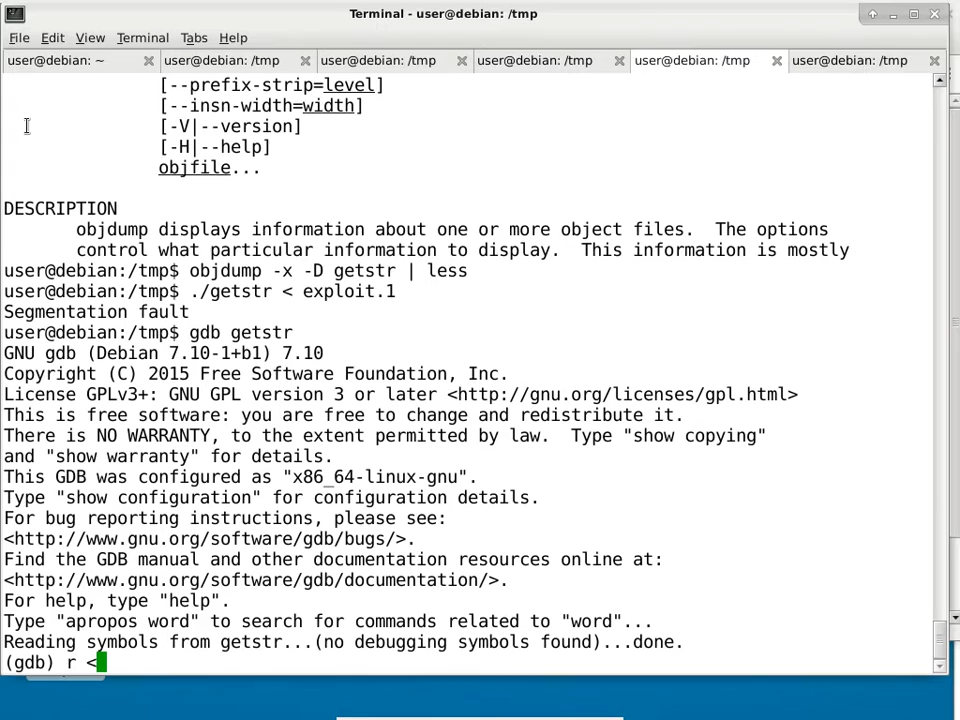 Terminal - user@debian: /tmp
File Edit View Terminal Tabs Help
user@debian: ~ user@debian: /tmp user@debian: /tmp user@debian: /tmp user@debian: /tmp user@debian: /tmp
[--prefix-strip=level]
[--insn-width=width]
[-V|--version]
[-H|--help]
objfile...
DESCRIPTION
objdump displays information about one or more object files. The options
control what particular information to display. This information is mostly
user@debian:/tmp$ objdump -x -D getstr | less
user@debian:/tmp$ ./getstr < exploit.1
Segmentation fault
user@debian:/tmp$ gdb getstr
GNU gdb (Debian 7.10-1+b1) 7.10
Copyright (C) 2015 Free Software Foundation, Inc.
License GPLv3+: GNU GPL version 3 or later <http://gnu.org/licenses/gpl.html>
This is free software: you are free to change and redistribute it.
There is NO WARRANTY, to the extent permitted by law.  Type "show copying"
and "show warranty" for details.
This GDB was configured as "x86_64-linux-gnu".
Type "show configuration" for configuration details.
For bug reporting instructions, please see:
<http://www.gnu.org/software/gdb/bugs/>.
Find the GDB manual and other documentation resources online at:
<http://www.gnu.org/software/gdb/documentation/>.
For help, type "help".
Type "apropos word" to search for commands related to "word"...
Reading symbols from getstr...(no debugging symbols found)...done.
(gdb) r <